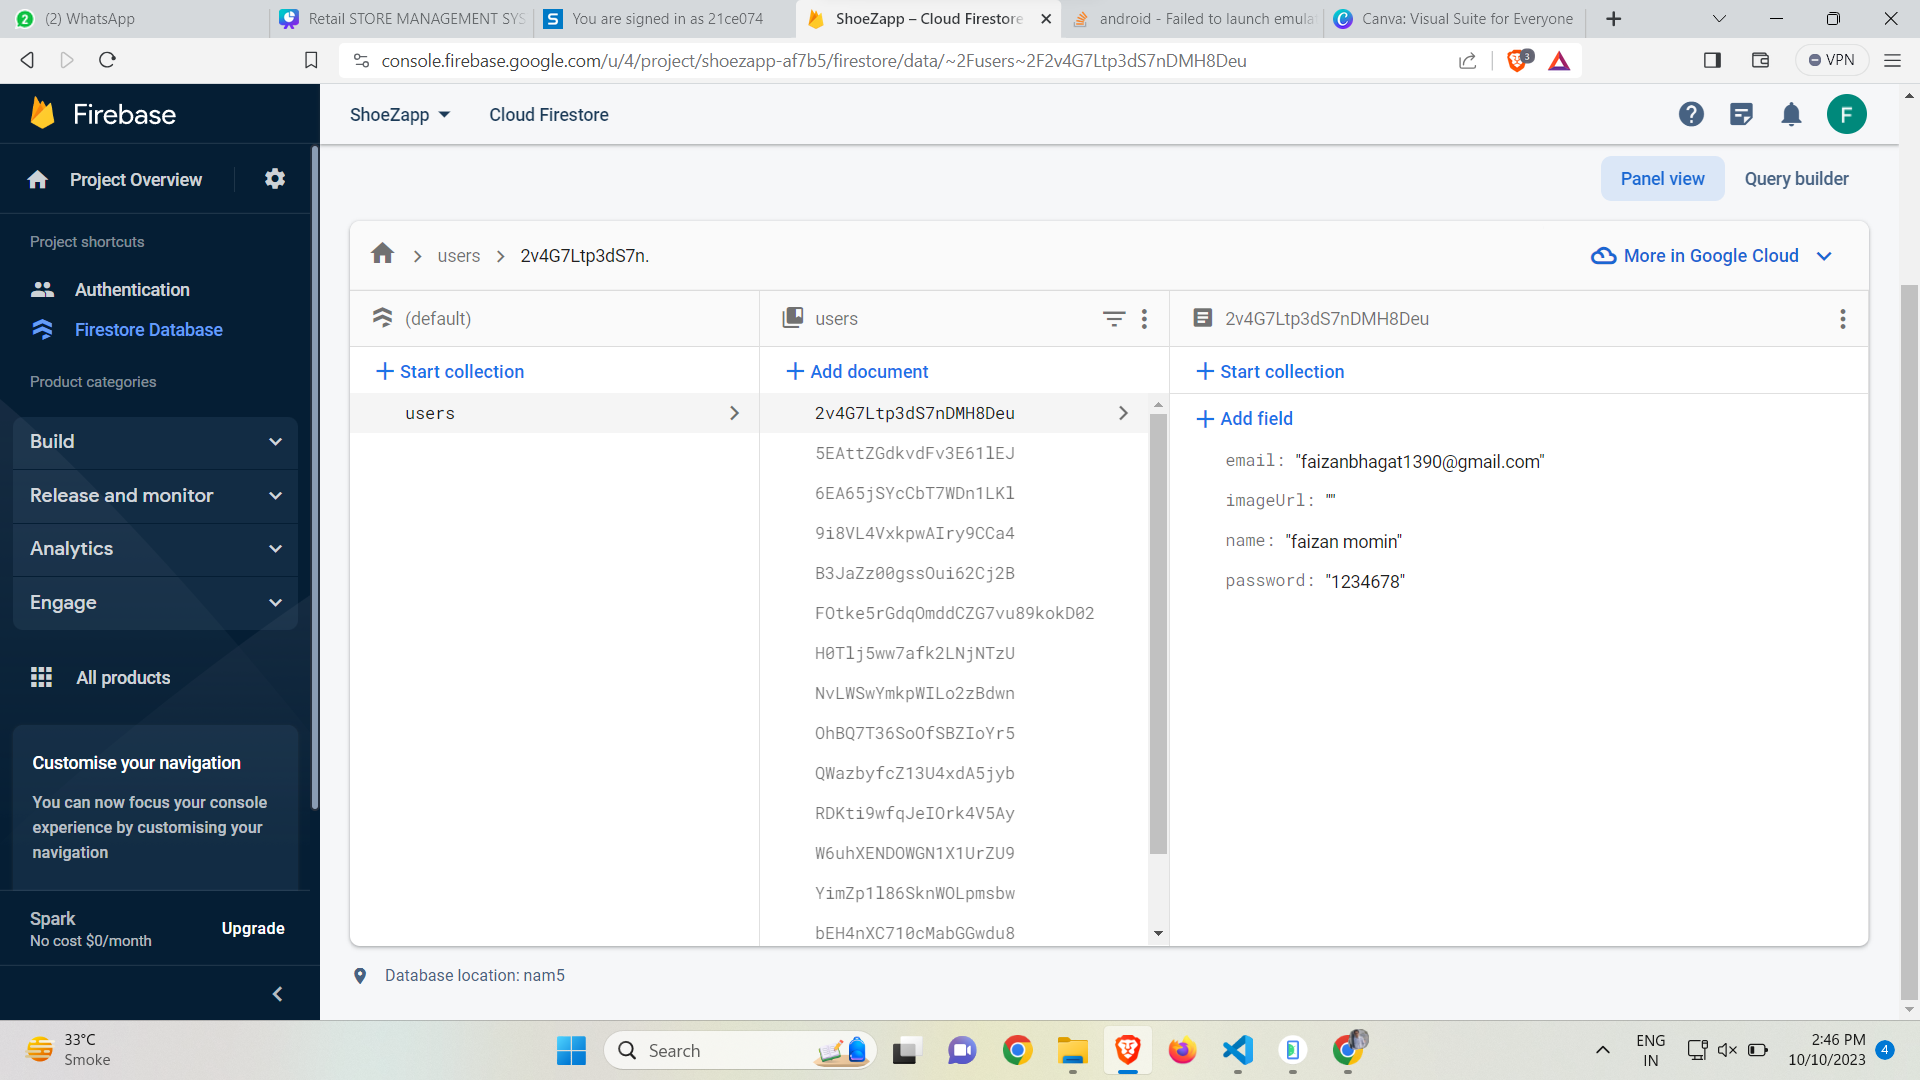 (2) WhatsApp
Retail STORE MANAGEMENT SYS
You are signed in as 21ce074
ShoeZapp – Cloud Firestore
android - Failed to launch emula
Canva: Visual Suite for Everyone
console.firebase.google.com/u/4/project/shoezapp-af7b5/firestore/data/~2Fusers~2F2v4G7Ltp3dS7nDMH8Deu
3
VPN
Firebase
ShoeZapp
Cloud Firestore
F
Project Overview
Panel view
Query builder
Project shortcuts
Authentication
Firestore Database
Product categories
Build
Release and monitor
Analytics
Engage
All products
Customise your navigation
You can now focus your console
experience by customising your
navigation
Spark
No cost $0/month
Upgrade
users
2v4G7Ltp3dS7n.
More in Google Cloud
(default)
Start collection
users
users
Add document
2v4G7Ltp3dS7nDMH8Deu
5EAttZGdkvdFv3E61lEJ
6EA65jSYcCbT7WDn1LKl
9i8VL4VxkpwAIry9CCa4
B3JaZz00gssOui62Cj2B
FOtke5rGdqOmddCZG7vu89kokD02
H0Tlj5ww7afk2LNjNTzU
NvLWSwYmkpWILo2zBdwn
OhBQ7T36SoOfSBZIoYr5
QWazbyfcZ13U4xdA5jyb
RDKti9wfqJeIOrk4V5Ay
W6uhXENDOWGN1X1UrZU9
YimZp1l86SknWOLpmsbw
bEH4nXC710cMabGGwdu8
2v4G7Ltp3dS7nDMH8Deu
Start collection
Add field
email: "faizanbhagat1390@gmail.com"
imageUrl: ""
name: "faizan momin"
password: "1234678"
Database location: nam5
33°C
Smoke
Search
ENG
IN
2:46 PM
10/10/2023
4